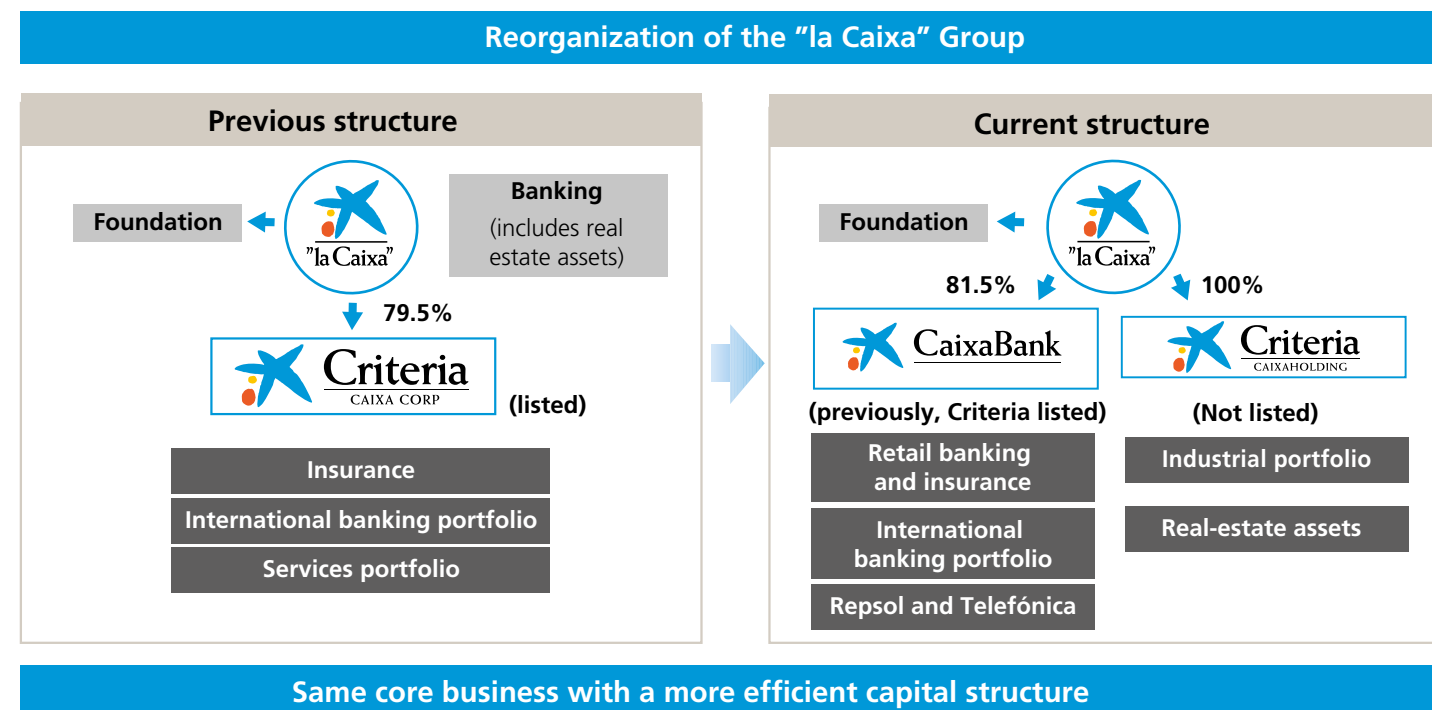 Reorganization of the "la Caixa" Group
Previous structure
Foundation
"la Caixa"
Banking
(includes real
estate assets)
79.5%
Criteria
CAIXA CORP
(listed)
Insurance
International banking portfolio
Services portfolio
Current structure
Foundation
"la Caixa"
81.5%
100%
CaixaBank
(previously, Criteria listed)
Retail banking
and insurance
International
banking portfolio
Repsol and Telefónica
Criteria
CAIXAHOLDING
(Not listed)
Industrial portfolio
Real-estate assets
Same core business with a more efficient capital structure